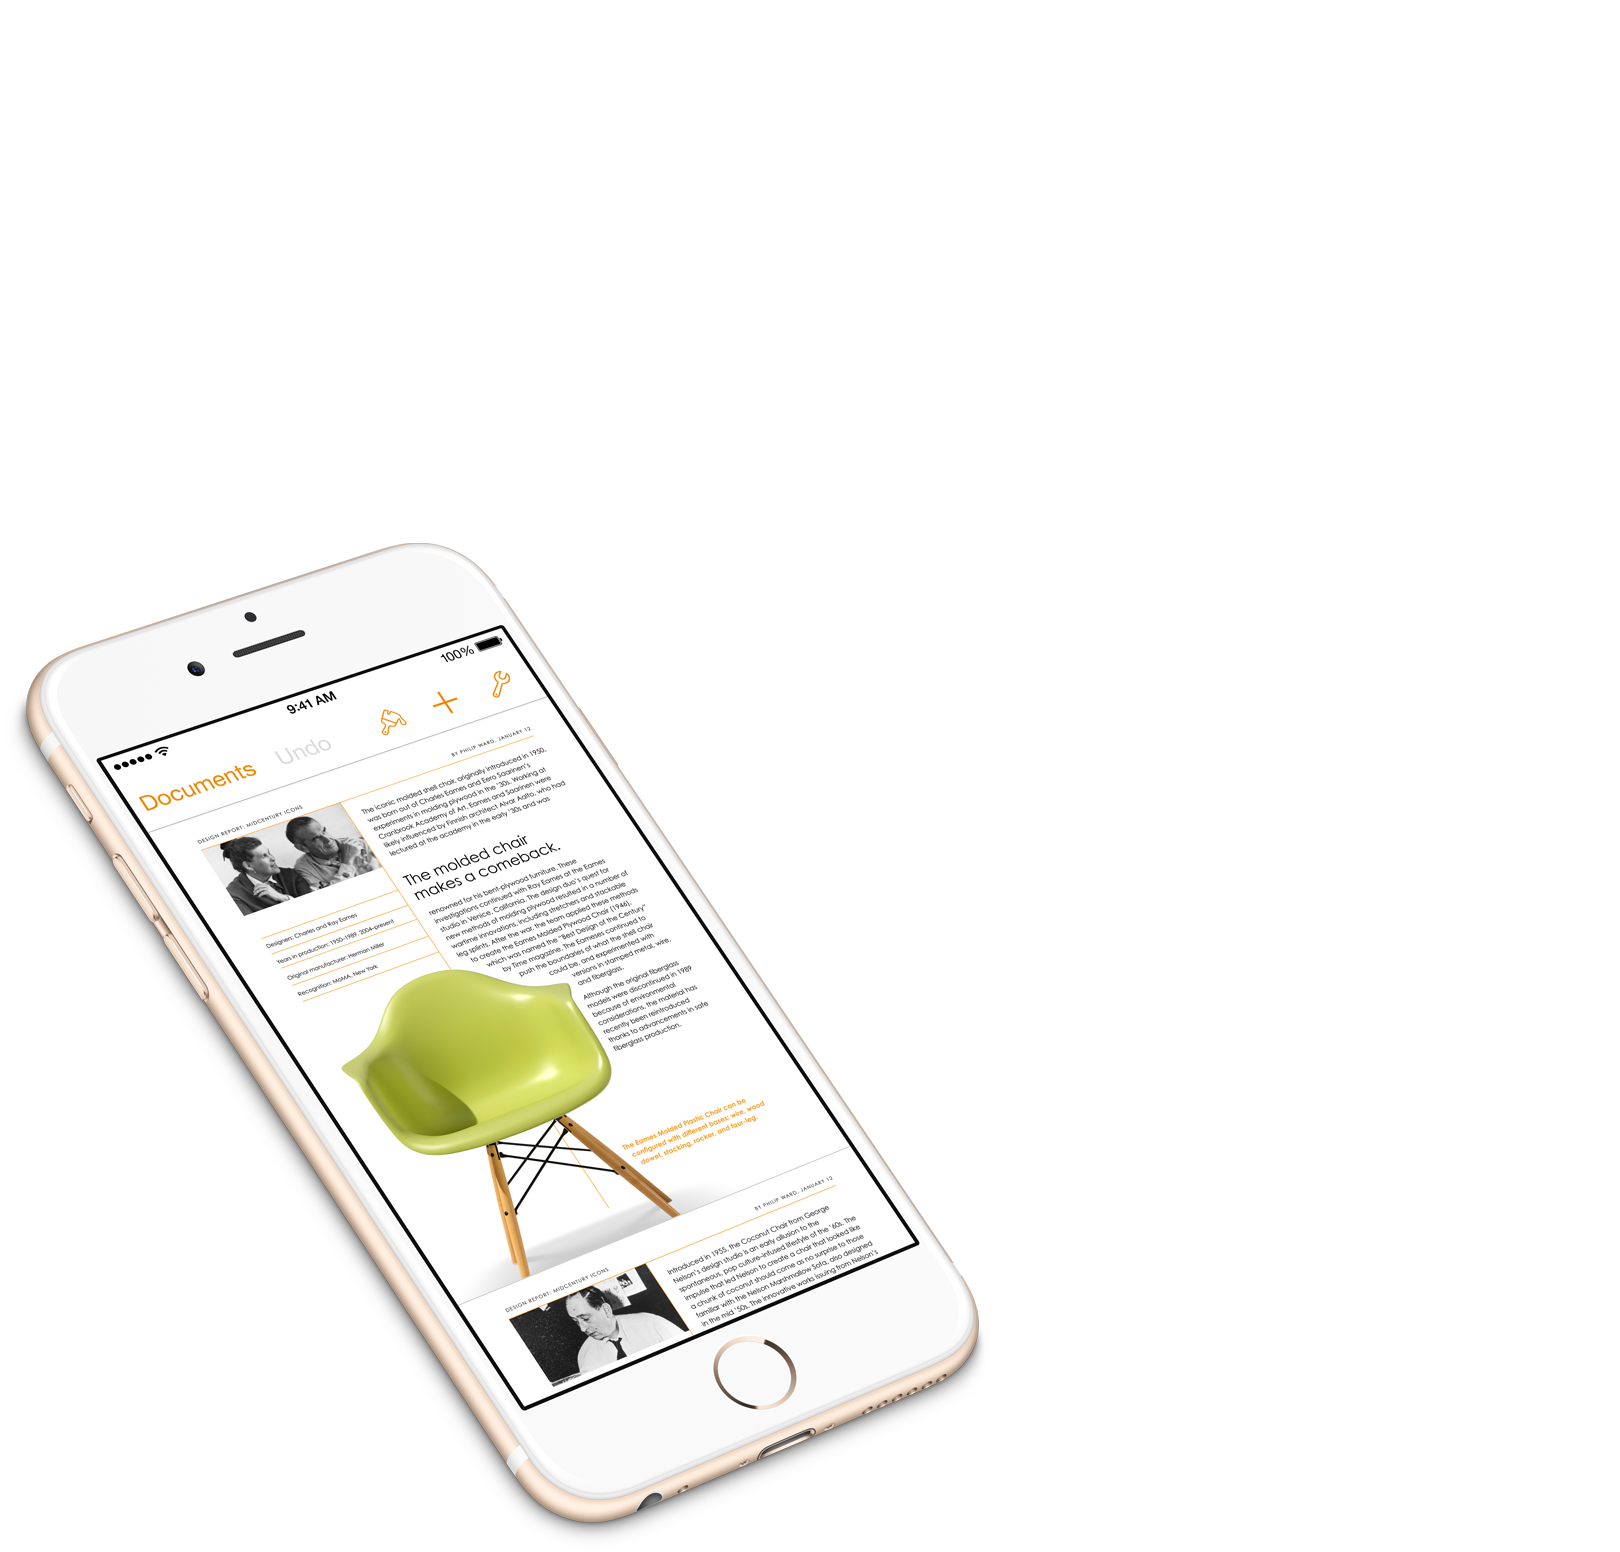 100%
9:41 AM
Documents
Undo
BY PHILIP WARD, JANUARY 12
DESIGN REPORT: MIDCENTURY ICONS
The iconic molded shell chair, originally introduced in 1950,
was born out of Charles Eames and Eero Saarinen's
experiments in molding plywood in the '30s. Working at
Cranbrook Academy of Art, Eames and Saarinen were
likely influenced by Finnish architect Alvar Aalto, who had
lectured at the academy in the early '30s and was
The molded chair
makes a comeback.
renowned for his bent-plywood furniture. These
investigations continued with Ray Eames at the Eames
studio in Venice, California. The design duo's quest for
new methods of molding plywood resulted in a number of
wartime innovations, including stretchers and stackable
leg splints. After the war, the team applied these methods
to create the Eames Molded Plywood Chair (1946),
which was named the "Best Design of the Century"
by Time magazine. The Eameses continued to
push the boundaries of what the shell chair
could be, and experimented with
versions in stamped metal, wire,
and fiberglass.
Although the original fiberglass
models were discontinued in 1989
because of environmental
considerations, the material has
recently been reintroduced
thanks to advancements in safe
fiberglass production.
Designers: Charles and Ray Eames
Years in production: 1950–1989, 2004–present
Original manufacturer: Herman Miller
Recognition: MoMA, New York
The Eames Molded Plastic Chair can be
configured with different bases: wire, wood
dowel, stacking, rocker, and four-leg.
BY PHILIP WARD, JANUARY 12
DESIGN REPORT: MIDCENTURY ICONS
Introduced in 1955, the Coconut Chair from George
Nelson's design studio is an early allusion to the
spontaneous, pop culture-infused lifestyle of the '60s. The
impulse that led Nelson to create a chair that looked like
a chunk of coconut should come as no surprise to those
familiar with the Nelson Marshmallow Sofa, also designed
in the mid '50s. The innovative works issuing from Nelson's